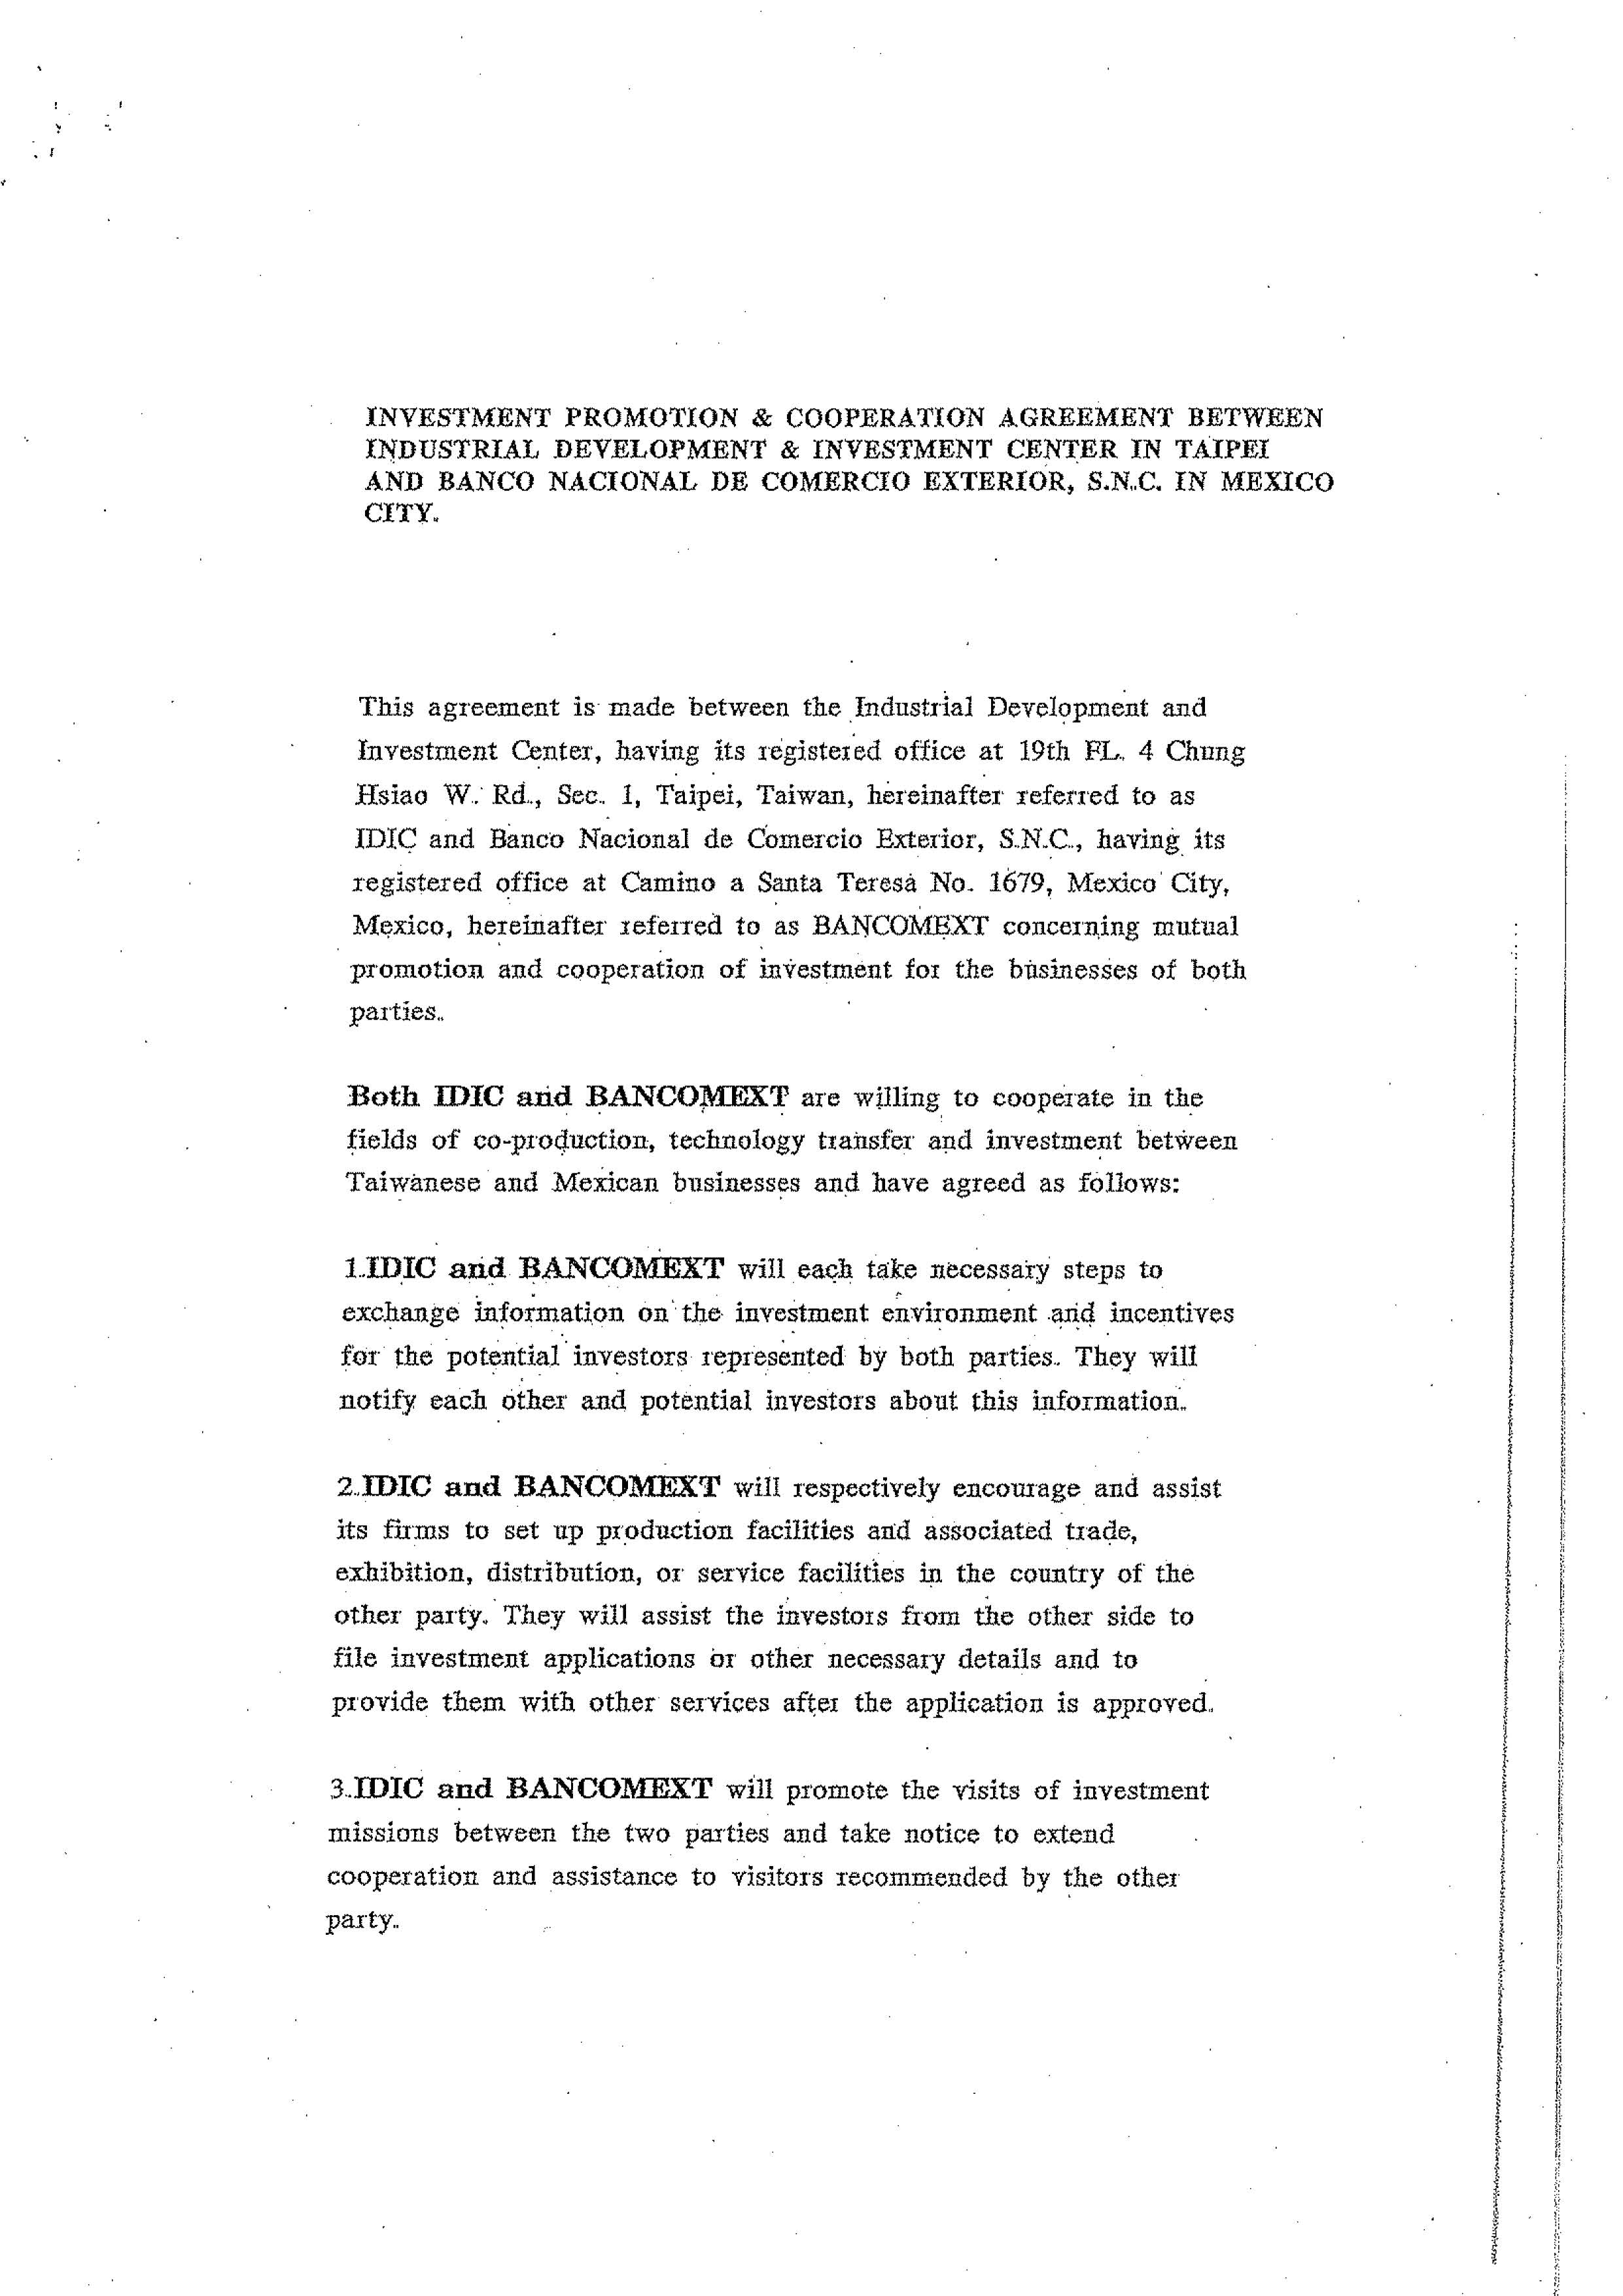 INVESTMENT PROMOTION & COOPERATION AGREEMENT BETWEEN
INDUSTRIAL DEVELOPMENT & INVESTMENT CENTER IN TAIPEI
AND BANCO NACIONAL DE COMERCIO EXTERIOR, S.N.C. IN MEXICO
CITY.
This agreement is made between the Industrial Development and
Investment Center, having its registered office at 19th FL. 4 Chung
Hsiao W. Rd., Sec. 1, Taipei, Taiwan, hereinafter referred to as
IDIC and Banco Nacional de Comercio Exterior, S.N.C., having its
registered office at Camino a Santa Teresa No. 1679, Mexico City,
Mexico, hereinafter referred to as BANCOMEXT concerning mutual
promotion and cooperation of investment for the businesses of both
parties.
Both IDIC and BANCOMEXT are willing to cooperate in the
fields of co-production, technology transfer and investment between
Taiwanese and Mexican businesses and have agreed as follows:
1.IDIC and BANCOMEXT will each take necessary steps to
exchange information on the investment environment and incentives
for the potential investors represented by both parties. They will
notify each other and potential investors about this information.
2.IDIC and BANCOMEXT will respectively encourage and assist
its firms to set up production facilities and associated trade,
exhibition, distribution, or service facilities in the country of the
other party. They will assist the investors from the other side to
file investment applications or other necessary details and to
provide them with other services after the application is approved.
3.IDIC and BANCOMEXT will promote the visits of investment
missions between the two parties and take notice to extend
cooperation and assistance to visitors recommended by the other
party.